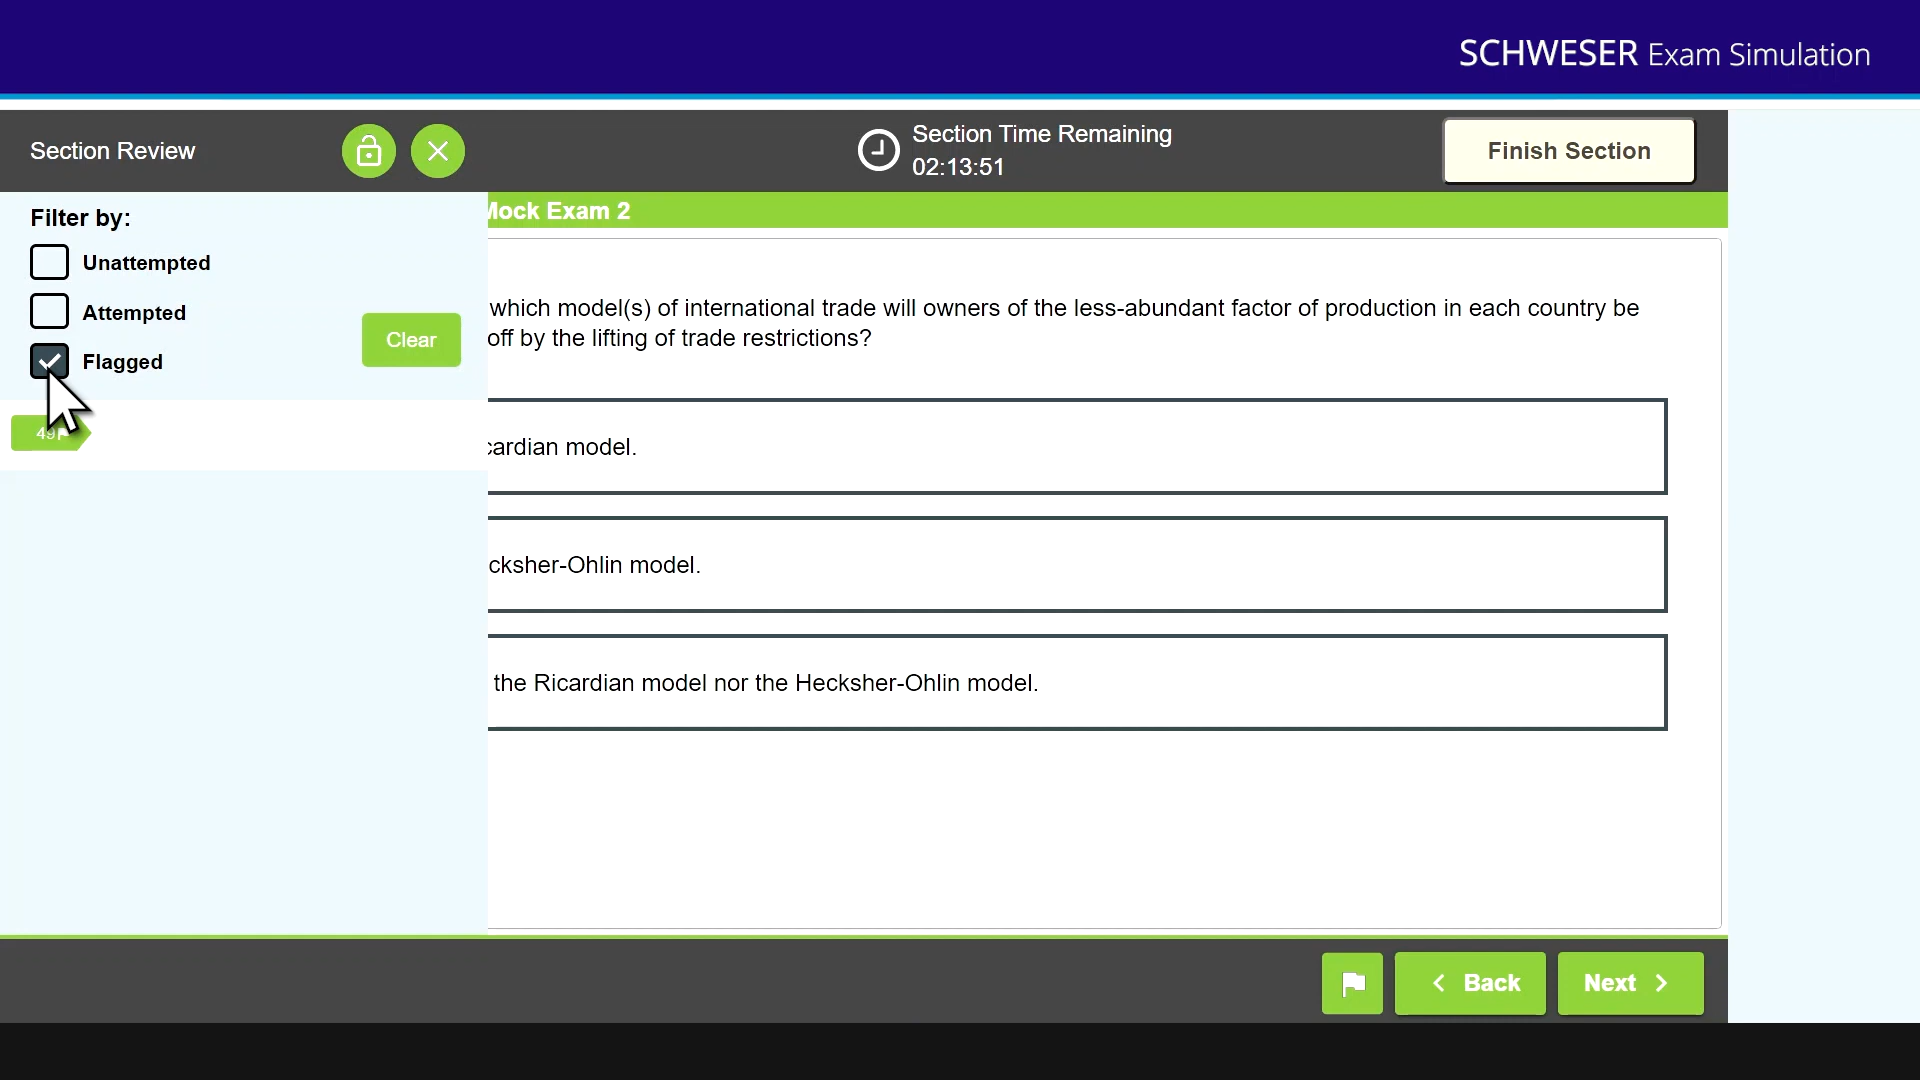 SCHWESER Exam Simulation
Section Review
Section Time Remaining
02:13:51
Finish Section
Filter by:
Unattempted
Attempted
Flagged
Clear
49
Mock Exam 2
which model(s) of international trade will owners of the less-abundant factor of production in each country be
off by the lifting of trade restrictions?
cardian model.
cksher-Ohlin model.
the Ricardian model nor the Hecksher-Ohlin model.
Back
Next